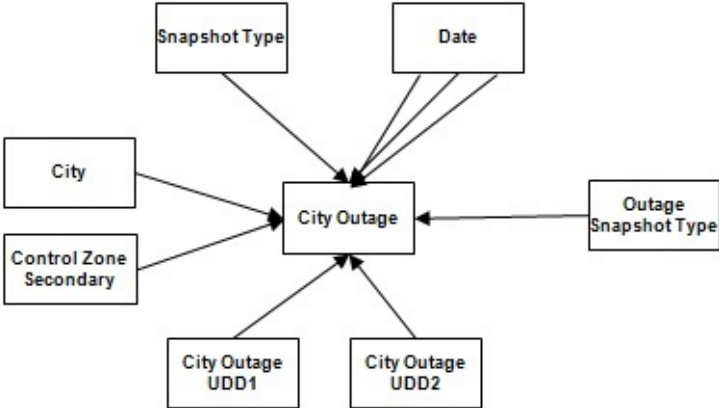 Snapshot Type
Date
City
City Outage
Outage
Snapshot Type
Control Zone
Secondary
City Outage
UDD1
City Outage
UDD2